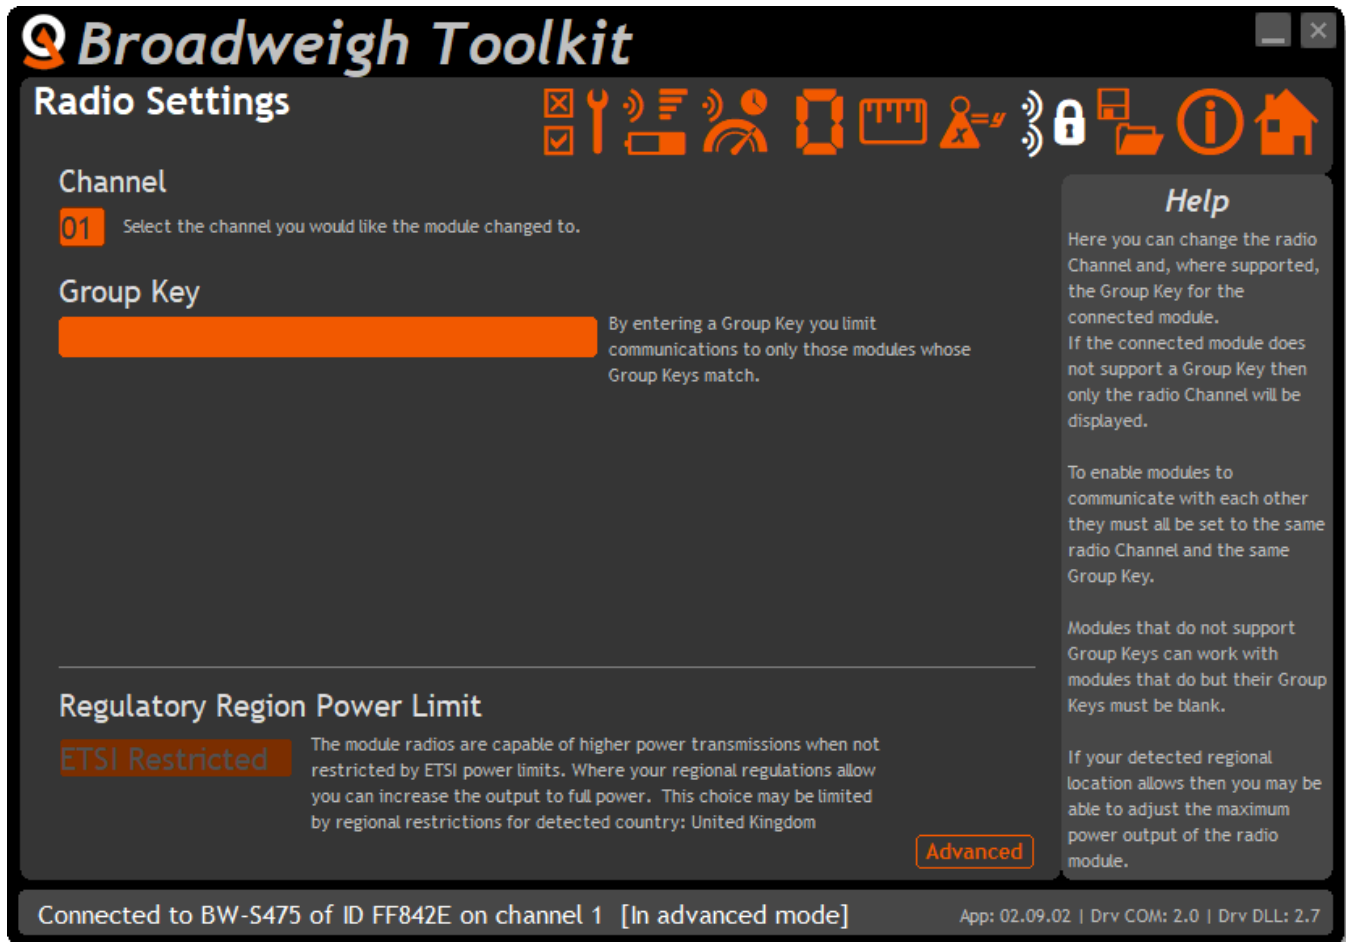 Broadweigh Toolkit
Radio Settings
x=y
Channel
01
Select the channel you would like the module changed to.
Group Key
By entering a Group Key you limit
communications to only those modules whose
Group Keys match.
Regulatory Region Power Limit
ETSI Restricted
The module radios are capable of higher power transmissions when not
restricted by ETSI power limits. Where your regional regulations allow
you can increase the output to full power.  This choice may be limited
by regional restrictions for detected country: United Kingdom
Advanced
Help
Here you can change the radio
Channel and, where supported,
the Group Key for the
connected module.
If the connected module does
not support a Group Key then
only the radio Channel will be
displayed.
To enable modules to
communicate with each other
they must all be set to the same
radio Channel and the same
Group Key.
Modules that do not support
Group Keys can work with
modules that do but their Group
Keys must be blank.
If your detected regional
location allows then you may be
able to adjust the maximum
power output of the radio
module.
Connected to BW-S475 of ID FF842E on channel 1  [In advanced mode]
App: 02.09.02 | Drv COM: 2.0 | Drv DLL: 2.7